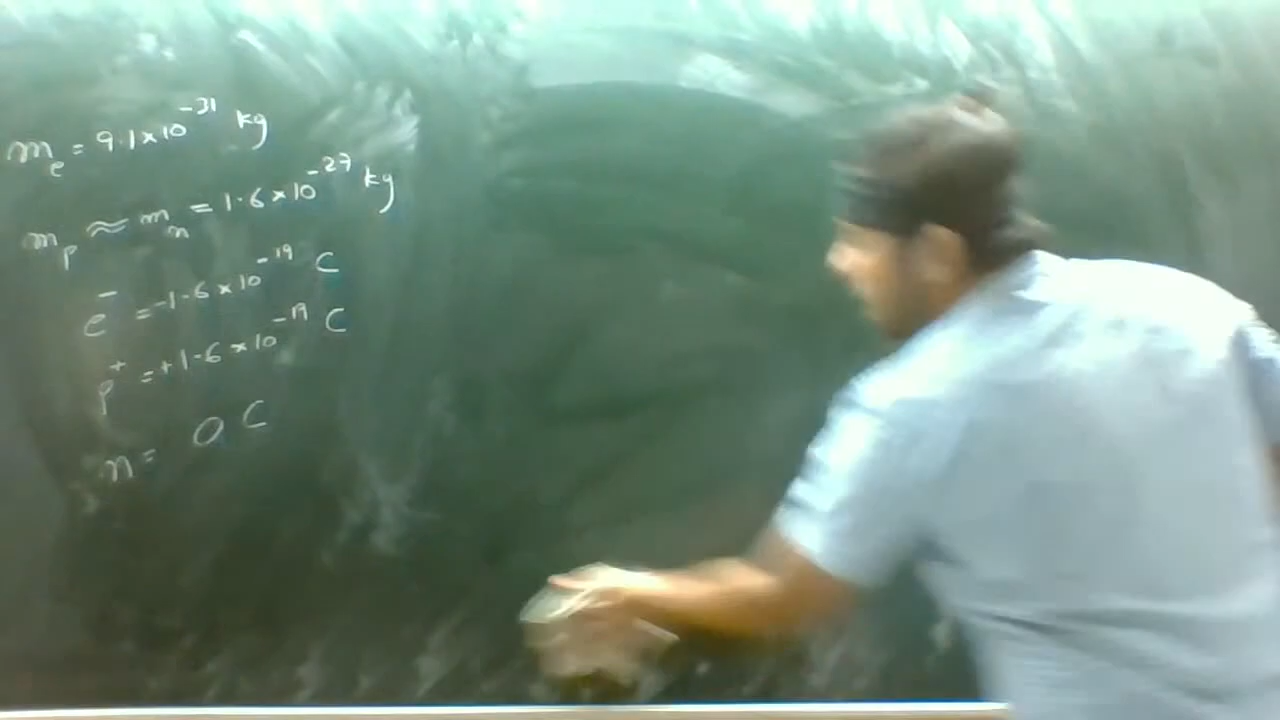 mₑ = 9.1×10⁻³¹ kg
mₚ ≈ mₙ = 1.6×10⁻²⁷ kg
e⁻ = -1.6×10⁻¹⁹ C
p⁺ = +1.6×10⁻¹⁹ C
n = 0 C